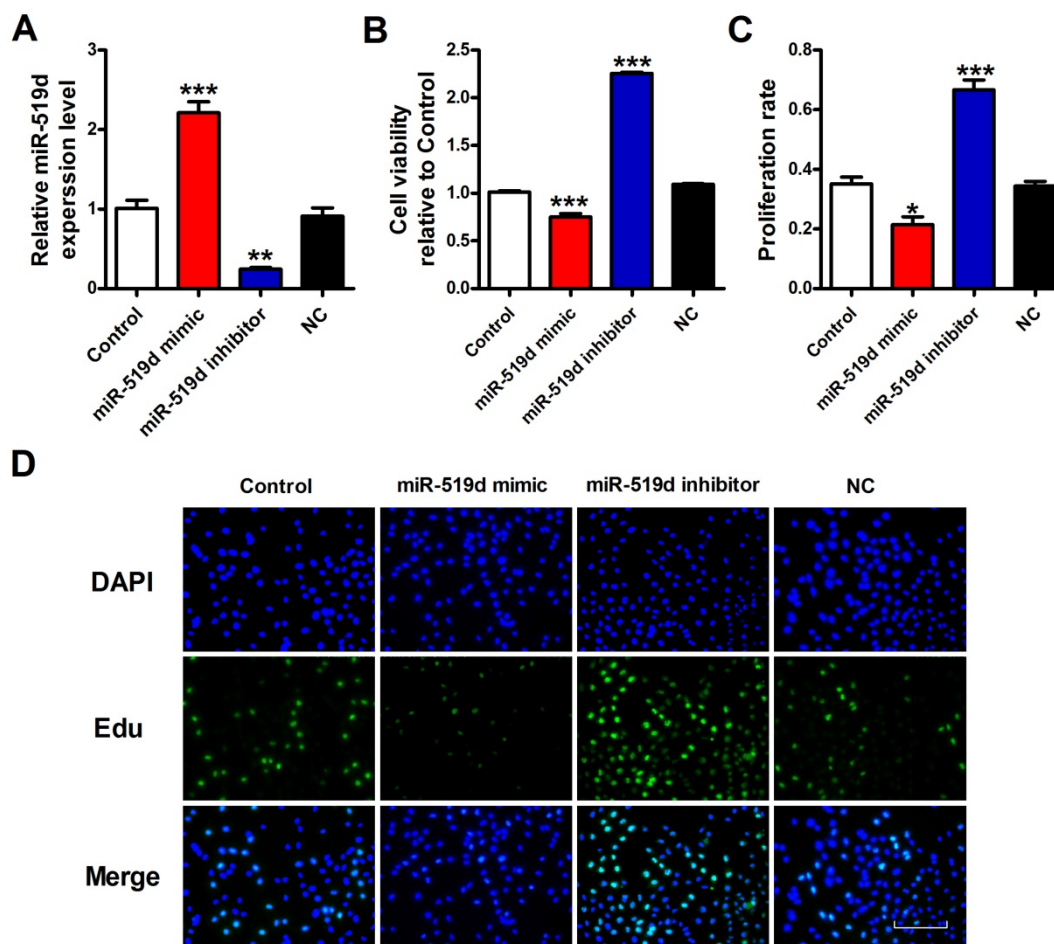 A
Relative miR-519d
experssion level
3
2
1
0
***
**
Control
miR-519d mimic
miR-519d inhibitor
NC
B
Cell viability
relative to Control
2.5
2.0
1.5
1.0
0.5
0.0
***
***
Control
miR-519d mimic
miR-519d inhibitor
NC
C
Proliferation rate
0.8
0.6
0.4
0.2
0.0
*
***
Control
miR-519d mimic
miR-519d inhibitor
NC
D
Control
miR-519d mimic
miR-519d inhibitor
NC
DAPI
Edu
Merge